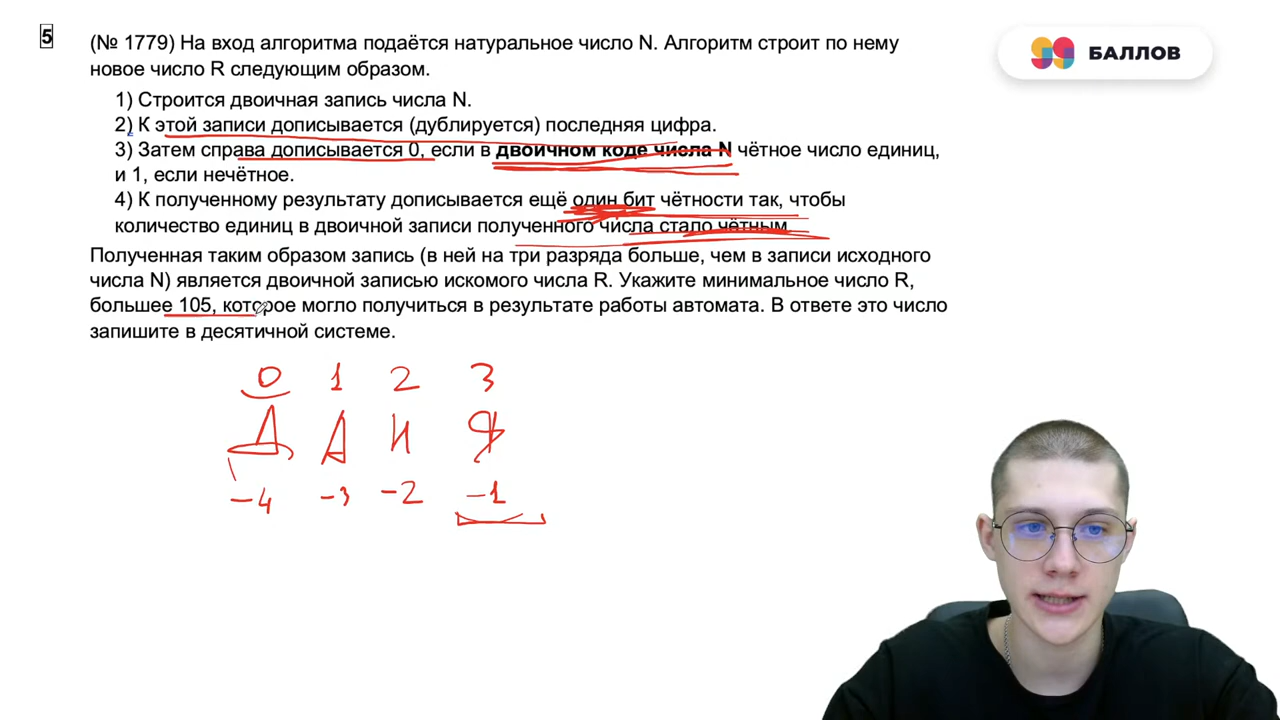 5
(№ 1779) На вход алгоритма подаётся натуральное число N. Алгоритм строит по нему
новое число R следующим образом.
1) Строится двоичная запись числа N.
2) К этой записи дописывается (дублируется) последняя цифра.
3) Затем справа дописывается 0, если в двоичном коде числа N чётное число единиц,
и 1, если нечётное.
4) К полученному результату дописывается ещё один бит чётности так, чтобы
количество единиц в двоичной записи полученного числа стало чётным.
Полученная таким образом запись (в ней на три разряда больше, чем в записи исходного
числа N) является двоичной записью искомого числа R. Укажите минимальное число R,
большее 105, которое могло получиться в результате работы автомата. В ответе это число
запишите в десятичной системе.
БАЛЛОВ
0 1 2 3
Д А Н Я
-4 -3 -2 -1